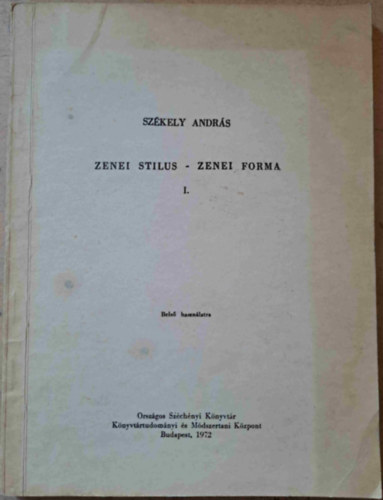 SZÉKELY ANDRÁS
ZENEI STILUS - ZENEI FORMA
I.
Belső használatra
Országos Széchényi Könyvtár
Könyvtártudományi és Módszertani Központ
Budapest, 1972